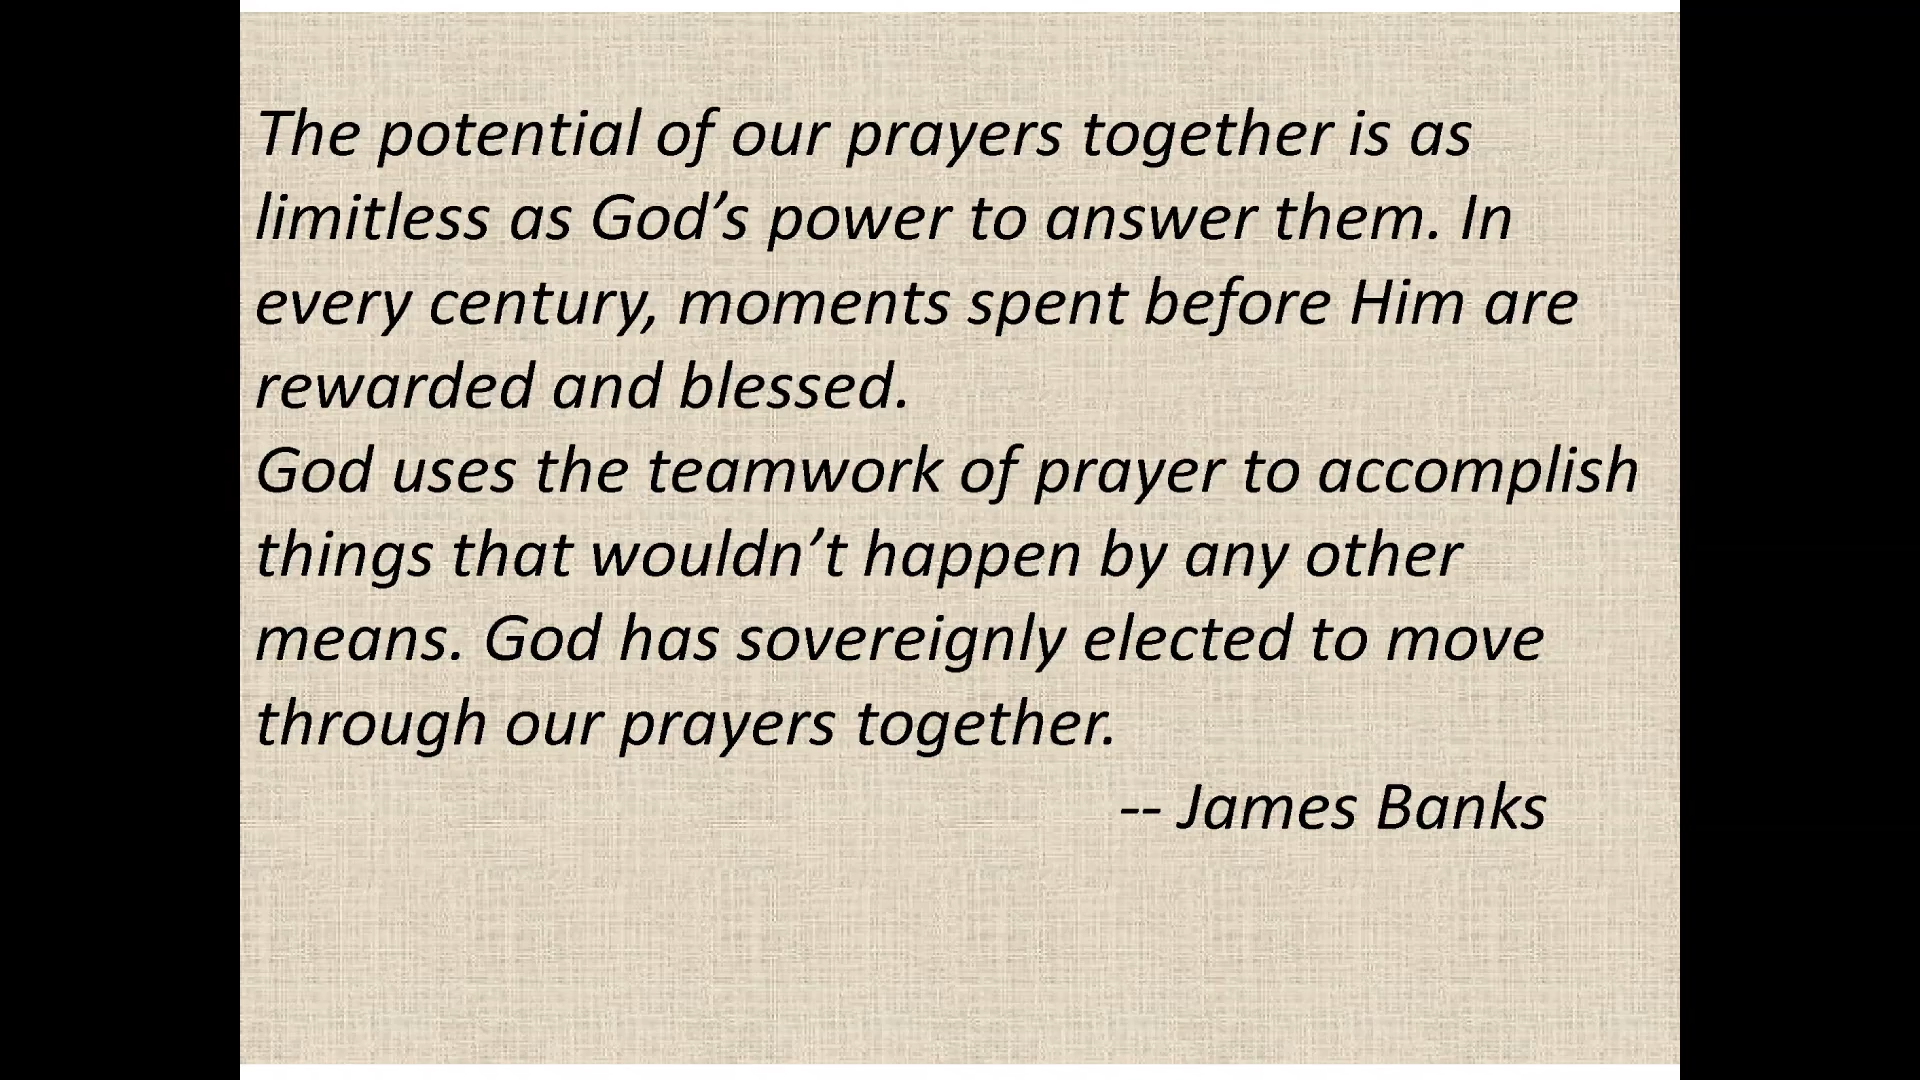 The potential of our prayers together is as
limitless as God’s power to answer them. In
every century, moments spent before Him are
rewarded and blessed.
God uses the teamwork of prayer to accomplish
things that wouldn’t happen by any other
means. God has sovereignly elected to move
through our prayers together.
-- James Banks